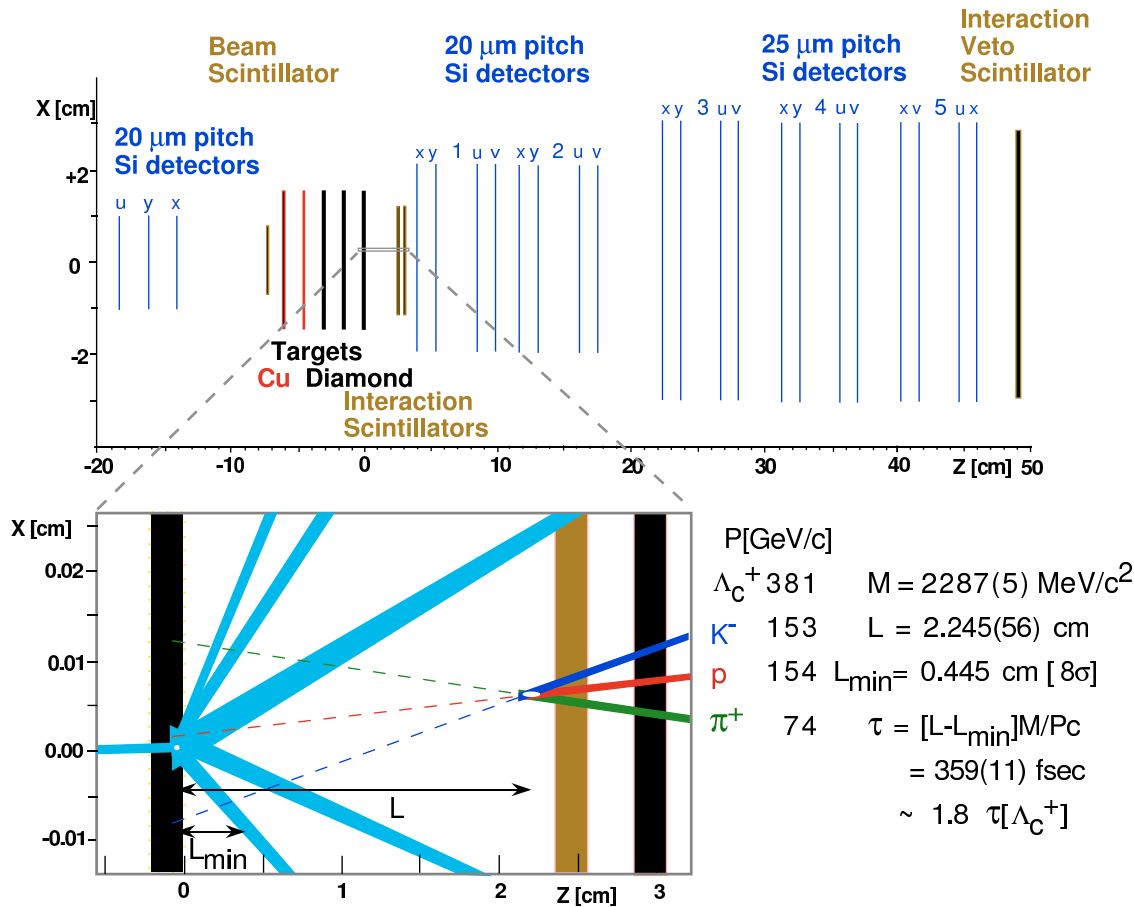 Interaction
Veto
Scintillator
20 μm pitch
Si detectors
25 μm pitch
Si detectors
Beam
Scintillator
X [cm]
20 μm pitch
Si detectors
x y 3 u v x y 4 u v x v 5 u x
x y 1 u v x y 2 u v
u y x
+2
0
-2
Targets
Cu Diamond
Interaction
Scintillators
-20 -10 0 10 20 30 40 Z [cm] 50
X [cm]
0.02
0.01
0.00
-0.01
L
Lmin
0 1 2 Z [cm] 3
P[GeV/c]
Λc+ 381 M = 2287(5) MeV/c2
K- 153 L = 2.245(56) cm
p 154 Lmin= 0.445 cm [ 8σ]
π+ 74 τ = [L-Lmin]M/Pc
= 359(11) fsec
~ 1.8 τ[Λc+]